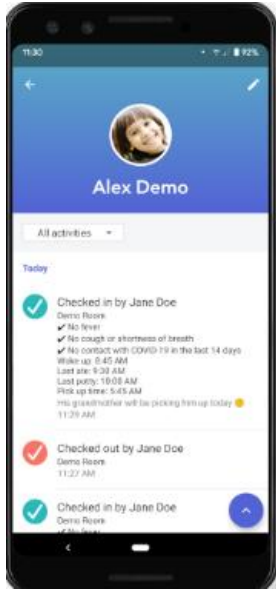 11:30
92%
Alex Demo
All activities
Today
Checked in by Jane Doe
Demo Room
✔ No fever
✔ No cough or shortness of breath
✔ No contact with COVID-19 in the last 14 days
Woke up: 8:45 AM
Last ate: 9:30 AM
Last potty: 10:00 AM
Pick up time: 5:45 AM
His grandmother will be picking him up today 🙂
11:29 AM
Checked out by Jane Doe
Demo Room
11:27 AM
Checked in by Jane Doe
Demo Room
✔ No fever